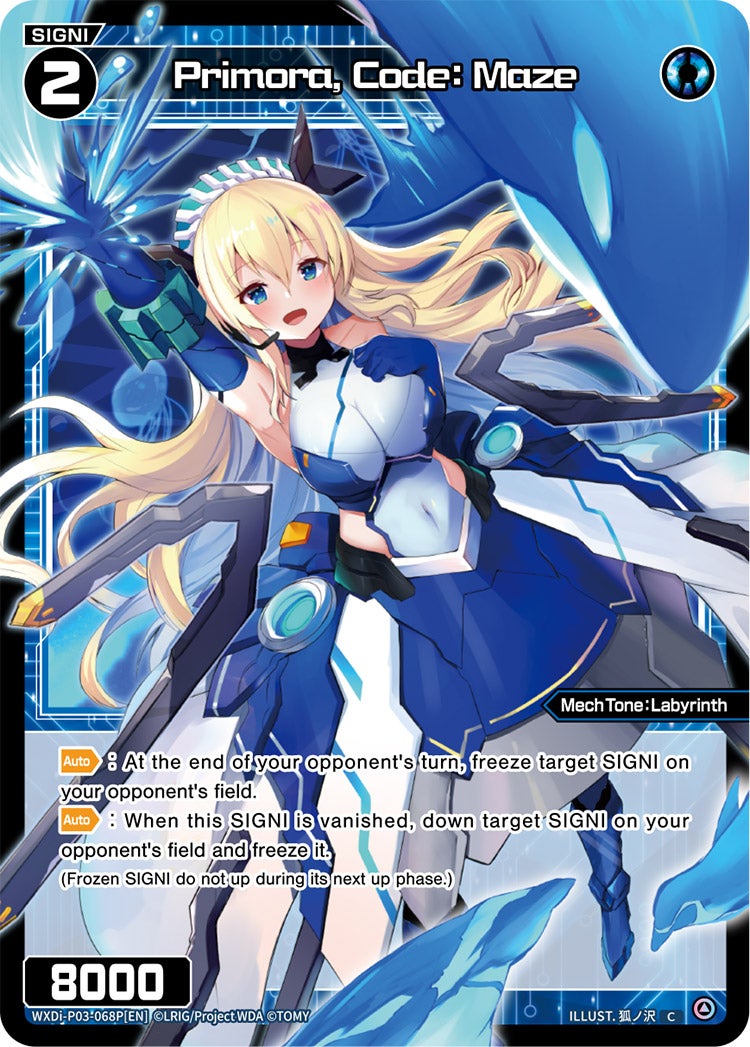 SIGNI
2
Primora, Code: Maze
MechTone:Labyrinth
Auto : At the end of your opponent's turn, freeze target SIGNI on
your opponent's field.
Auto : When this SIGNI is vanished, down target SIGNI on your
opponent's field and freeze it.
(Frozen SIGNI do not up during its next up phase.)
8000
WXDi-P03-068P[EN] ©LRIG/Project WDA ©TOMY
ILLUST. 狐ノ沢 C